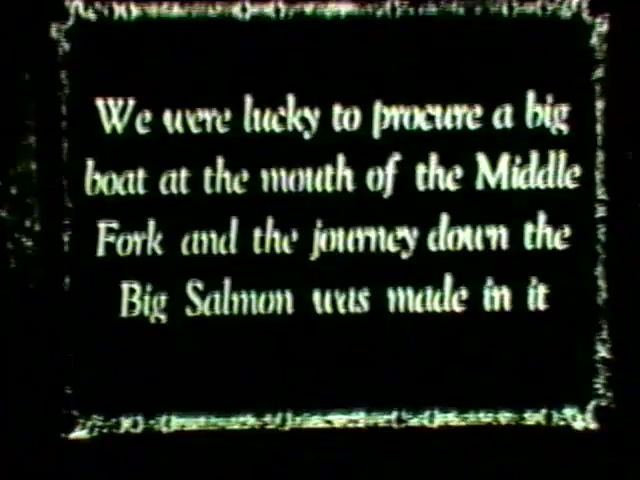 We were lucky to procure a big
boat at the mouth of the Middle
Fork and the journey down the
Big Salmon was made in it